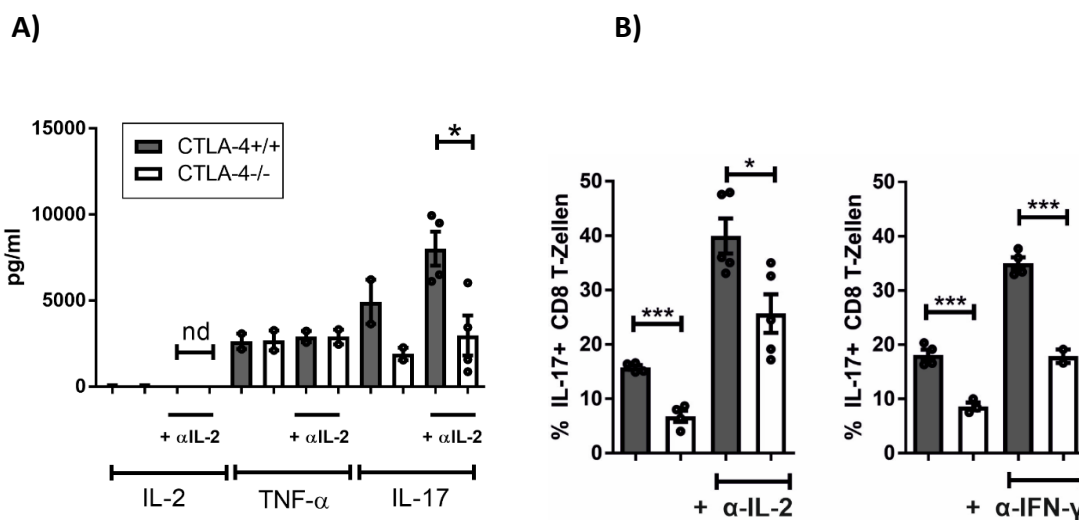 A)
B)
15000
10000
5000
0
pg/ml
CTLA-4+/+
CTLA-4-/-
nd
*
+ αIL-2
+ αIL-2
+ αIL-2
IL-2
TNF-α
IL-17
50
40
30
20
10
0
% IL-17+ CD8 T-Zellen
***
*
+ α-IL-2
50
40
30
20
10
0
% IL-17+ CD8 T-Zellen
***
***
+ α-IFN-γ